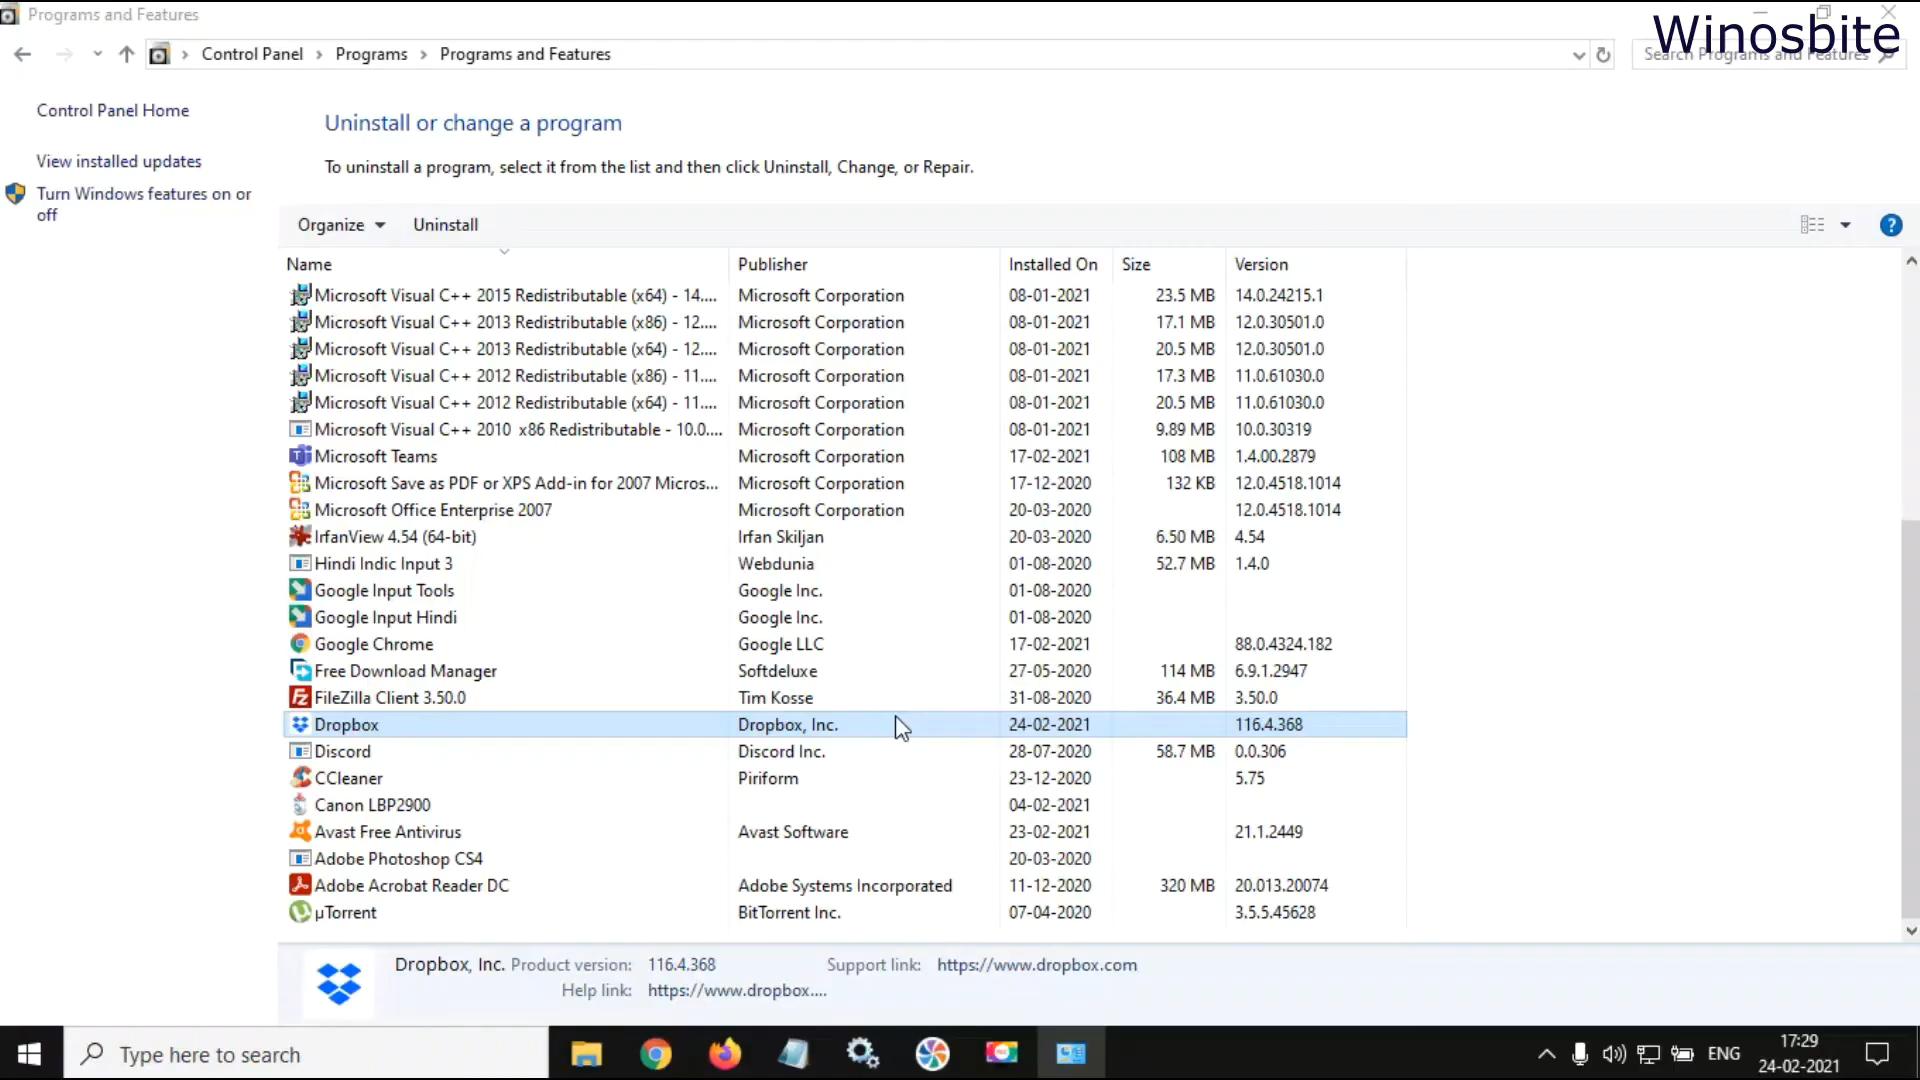 Programs and Features
Winosbite
Control Panel > Programs > Programs and Features
Search Programs and Features
Control Panel Home
View installed updates
Turn Windows features on or
off
Uninstall or change a program
To uninstall a program, select it from the list and then click Uninstall, Change, or Repair.
Organize Uninstall
Name Publisher Installed On Size Version
Microsoft Visual C++ 2015 Redistributable (x64) - 14.... Microsoft Corporation 08-01-2021 23.5 MB 14.0.24215.1
Microsoft Visual C++ 2013 Redistributable (x86) - 12.... Microsoft Corporation 08-01-2021 17.1 MB 12.0.30501.0
Microsoft Visual C++ 2013 Redistributable (x64) - 12.... Microsoft Corporation 08-01-2021 20.5 MB 12.0.30501.0
Microsoft Visual C++ 2012 Redistributable (x86) - 11.... Microsoft Corporation 08-01-2021 17.3 MB 11.0.61030.0
Microsoft Visual C++ 2012 Redistributable (x64) - 11.... Microsoft Corporation 08-01-2021 20.5 MB 11.0.61030.0
Microsoft Visual C++ 2010  x86 Redistributable - 10.0.... Microsoft Corporation 08-01-2021 9.89 MB 10.0.30319
Microsoft Teams Microsoft Corporation 17-02-2021 108 MB 1.4.00.2879
Microsoft Save as PDF or XPS Add-in for 2007 Micros... Microsoft Corporation 17-12-2020 132 KB 12.0.4518.1014
Microsoft Office Enterprise 2007 Microsoft Corporation 20-03-2020 12.0.4518.1014
IrfanView 4.54 (64-bit) Irfan Skiljan 20-03-2020 6.50 MB 4.54
Hindi Indic Input 3 Webdunia 01-08-2020 52.7 MB 1.4.0
Google Input Tools Google Inc. 01-08-2020
Google Input Hindi Google Inc. 01-08-2020
Google Chrome Google LLC 17-02-2021 88.0.4324.182
Free Download Manager Softdeluxe 27-05-2020 114 MB 6.9.1.2947
FileZilla Client 3.50.0 Tim Kosse 31-08-2020 36.4 MB 3.50.0
Dropbox Dropbox, Inc. 24-02-2021 116.4.368
Discord Discord Inc. 28-07-2020 58.7 MB 0.0.306
CCleaner Piriform 23-12-2020 5.75
Canon LBP2900 04-02-2021
Avast Free Antivirus Avast Software 23-02-2021 21.1.2449
Adobe Photoshop CS4 20-03-2020
Adobe Acrobat Reader DC Adobe Systems Incorporated 11-12-2020 320 MB 20.013.20074
µTorrent BitTorrent Inc. 07-04-2020 3.5.5.45628
Dropbox, Inc. Product version: 116.4.368 Support link: https://www.dropbox.com
Help link: https://www.dropbox....
Type here to search
ENG
17:29
24-02-2021